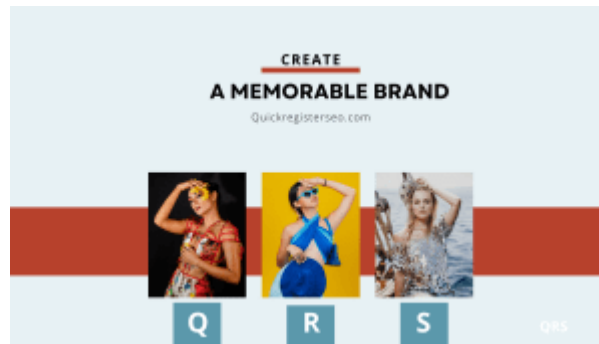 CREATE
A MEMORABLE BRAND
Quickregisterseo.com
Q R S
QRS